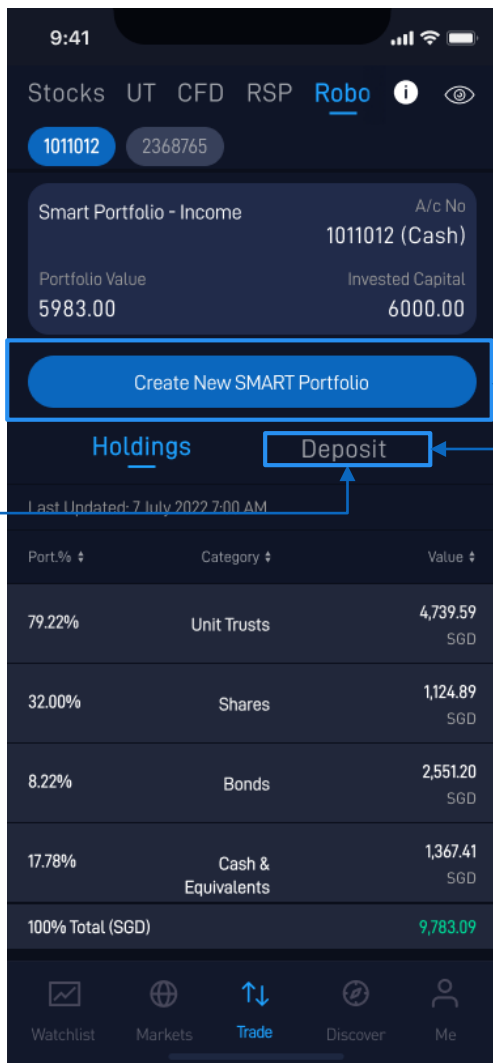 9:41
Stocks UT CFD RSP Robo i
1011012 2368765
Smart Portfolio - Income A/c No
1011012 (Cash)
Portfolio Value Invested Capital
5983.00 6000.00
Create New SMART Portfolio
Holdings Deposit
Last Updated: 7 July 2022 7:00 AM
Port.% Category Value
79.22% Unit Trusts 4,739.59
SGD
32.00% Shares 1,124.89
SGD
8.22% Bonds 2,551.20
SGD
17.78% Cash & 1,367.41
Equivalents SGD
100% Total (SGD) 9,783.09
Watchlist Markets Trade Discover Me